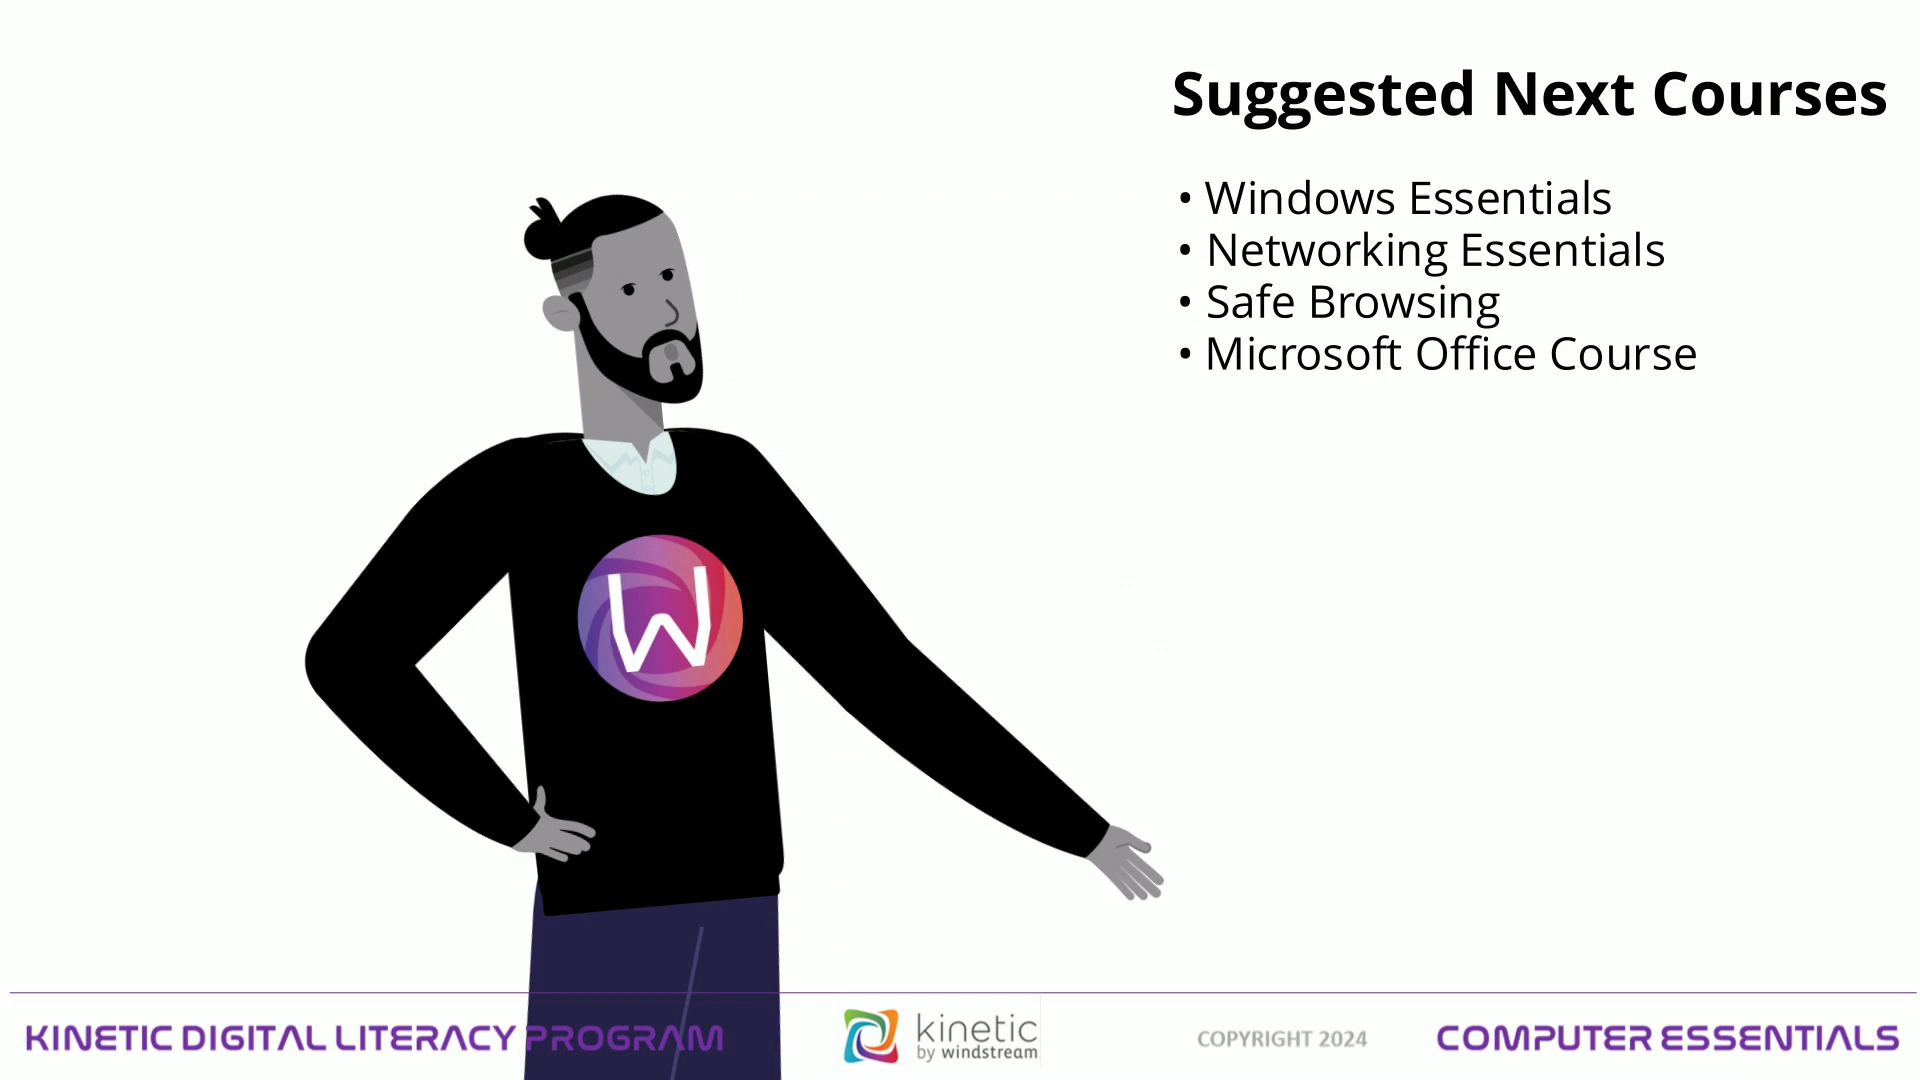 Suggested Next Courses
• Windows Essentials
• Networking Essentials
• Safe Browsing
• Microsoft Office Course
W
KINETIC DIGITAL LITERACY PROGRAM
kinetic
by windstream
COPYRIGHT 2024
COMPUTER ESSENTIALS